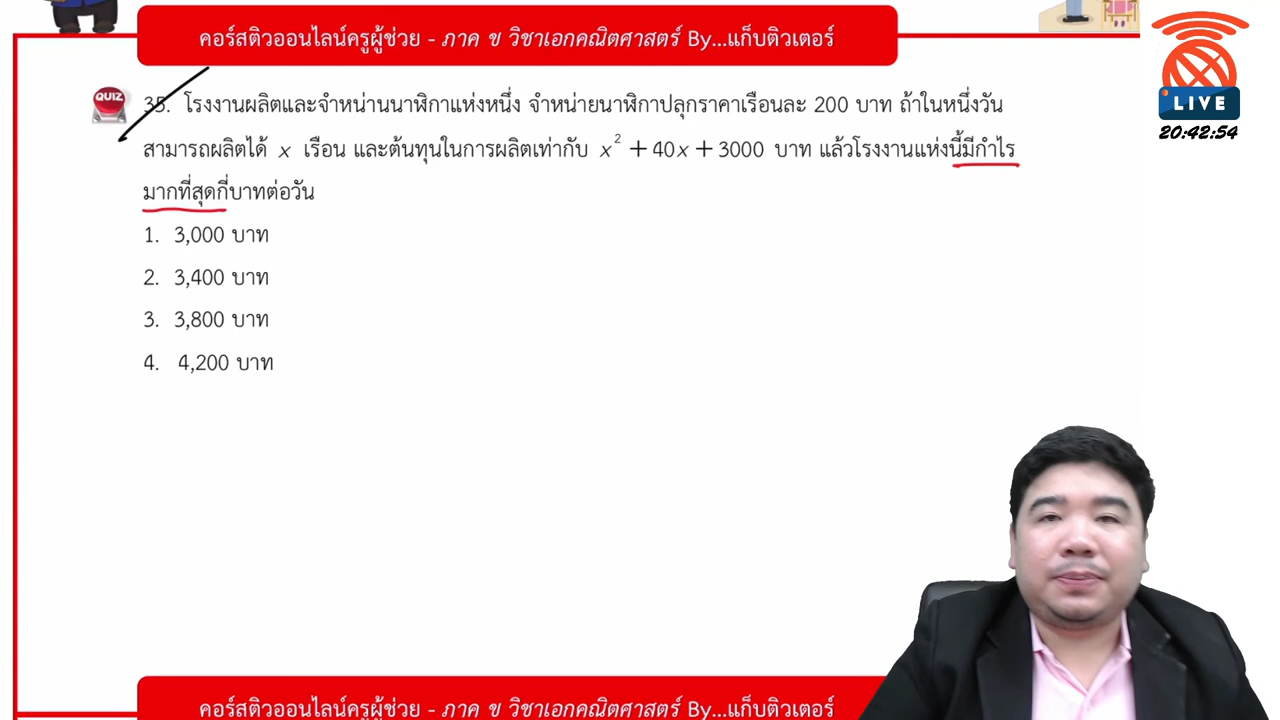 คอร์สติวออนไลน์ครูผู้ช่วย - ภาค ข วิชาเอกคณิตศาสตร์ By...แก็บติวเตอร์
QUIZ
35. โรงงานผลิตและจำหน่านนาฬิกาแห่งหนึ่ง จำหน่ายนาฬิกาปลุกราคาเรือนละ 200 บาท ถ้าในหนึ่งวัน
สามารถผลิตได้ x เรือน และต้นทุนในการผลิตเท่ากับ x² + 40x + 3000 บาท แล้วโรงงานแห่งนี้มีกำไร
มากที่สุดกี่บาทต่อวัน
1. 3,000 บาท
2. 3,400 บาท
3. 3,800 บาท
4. 4,200 บาท
LIVE
20:42:54
คอร์สติวออนไลน์ครูผู้ช่วย - ภาค ข วิชาเอกคณิตศาสตร์ By...แก็บติวเตอร์